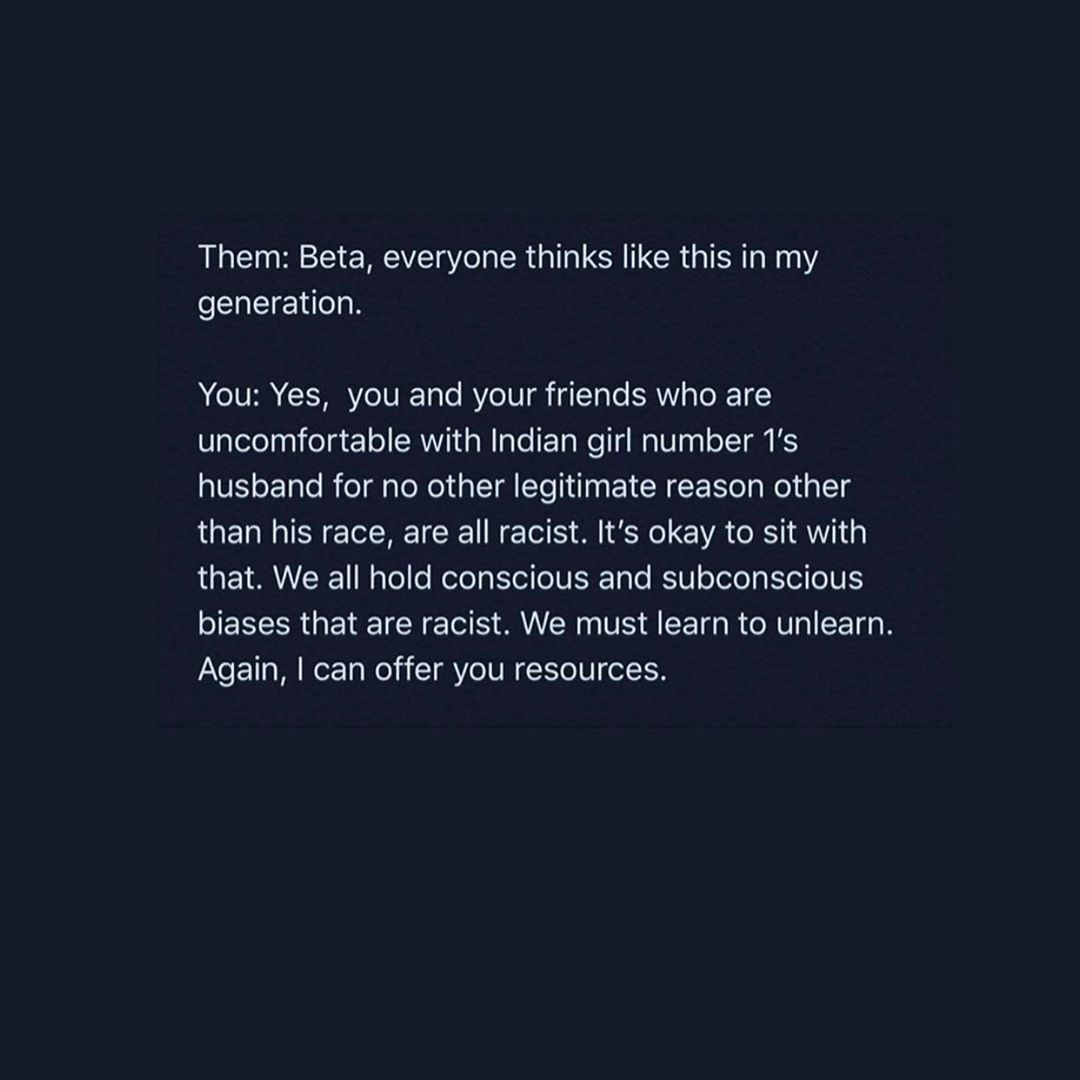 Them: Beta, everyone thinks like this in my
generation.
You: Yes,  you and your friends who are
uncomfortable with Indian girl number 1’s
husband for no other legitimate reason other
than his race, are all racist. It’s okay to sit with
that. We all hold conscious and subconscious
biases that are racist. We must learn to unlearn.
Again, I can offer you resources.